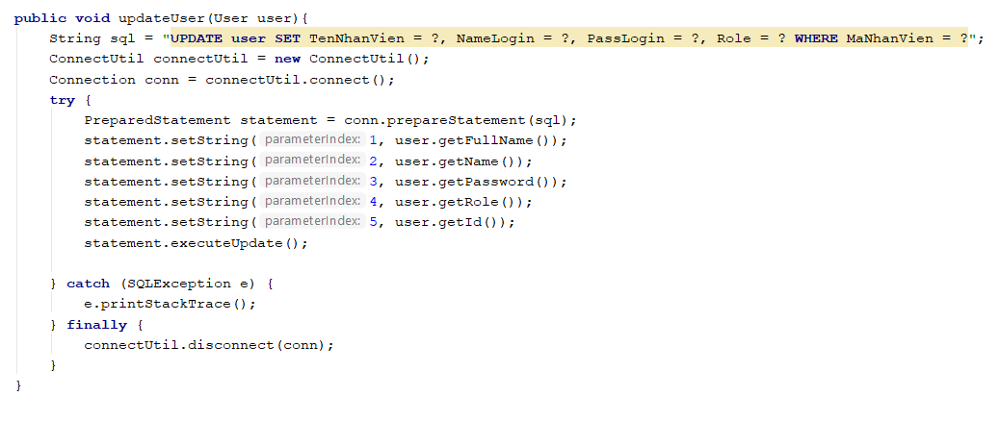 public void updateUser(User user){
String sql = "UPDATE user SET TenNhanVien = ?, NameLogin = ?, PassLogin = ?, Role = ? WHERE MaNhanVien = ?";
ConnectUtil connectUtil = new ConnectUtil();
Connection conn = connectUtil.connect();
try {
PreparedStatement statement = conn.prepareStatement(sql);
statement.setString( parameterIndex: 1, user.getFullName());
statement.setString( parameterIndex: 2, user.getName());
statement.setString( parameterIndex: 3, user.getPassword());
statement.setString( parameterIndex: 4, user.getRole());
statement.setString( parameterIndex: 5, user.getId());
statement.executeUpdate();
} catch (SQLException e) {
e.printStackTrace();
} finally {
connectUtil.disconnect(conn);
}
}